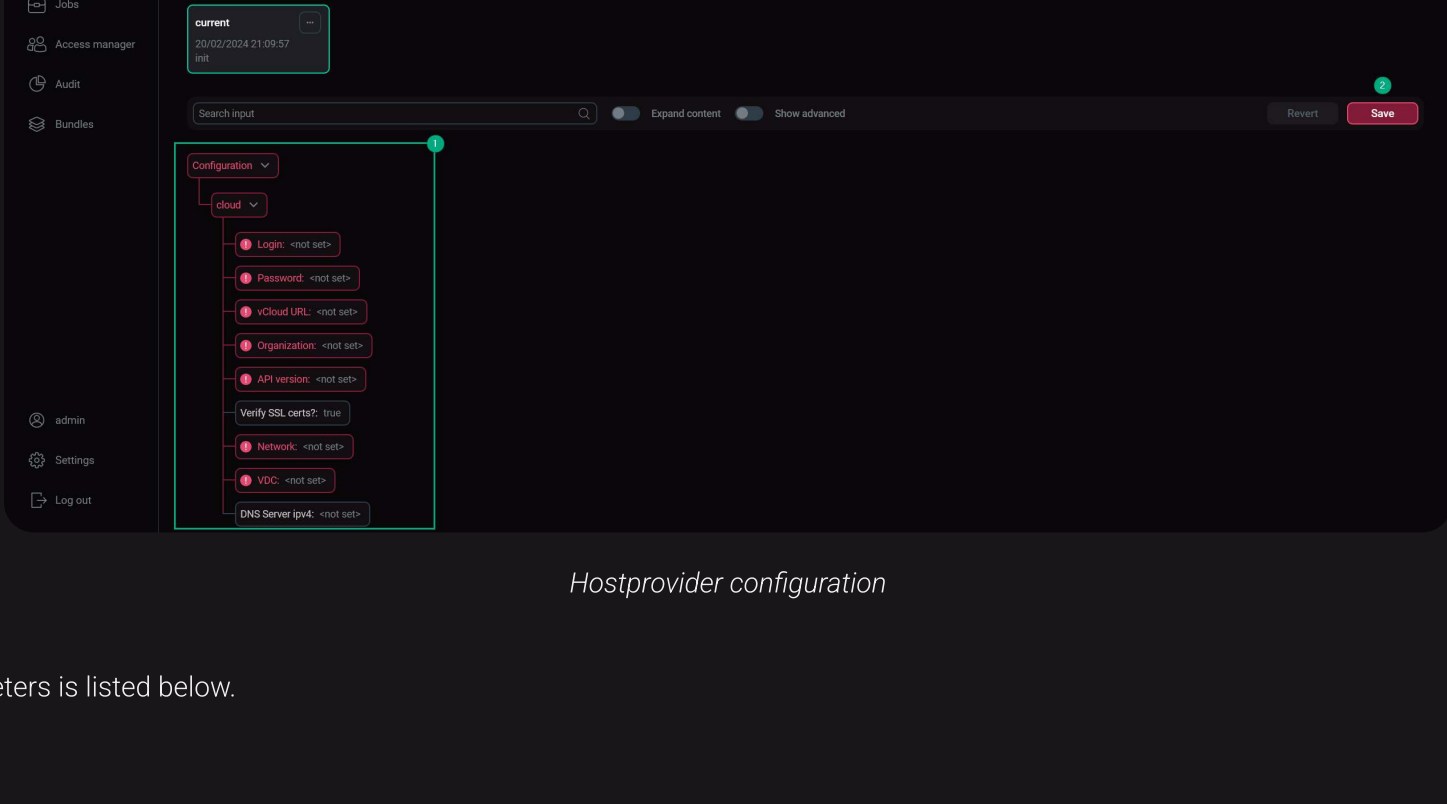 Jobs
Access manager
Audit
Bundles
admin
Settings
Log out
current
...
20/02/2024 21:09:57
init
2
Search input
Expand content
Show advanced
Revert
Save
1
Configuration
cloud
! Login: <not set>
! Password: <not set>
! vCloud URL: <not set>
! Organization: <not set>
! API version: <not set>
Verify SSL certs?: true
! Network: <not set>
! VDC: <not set>
DNS Server ipv4: <not set>
Hostprovider configuration
eters is listed below.